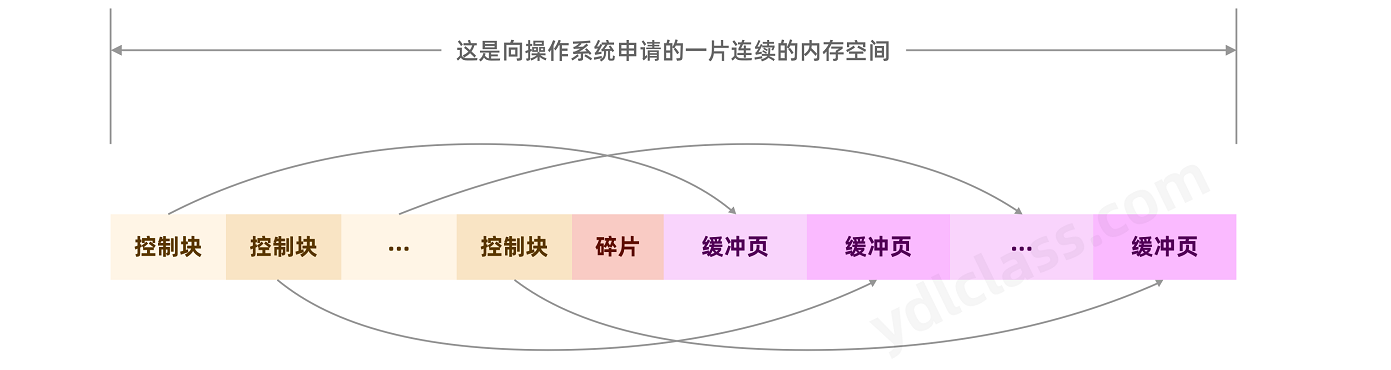 这是向操作系统申请的一片连续的内存空间
控制块 控制块 ... 控制块 碎片 缓冲页 缓冲页 ... 缓冲页
ydlclass.com